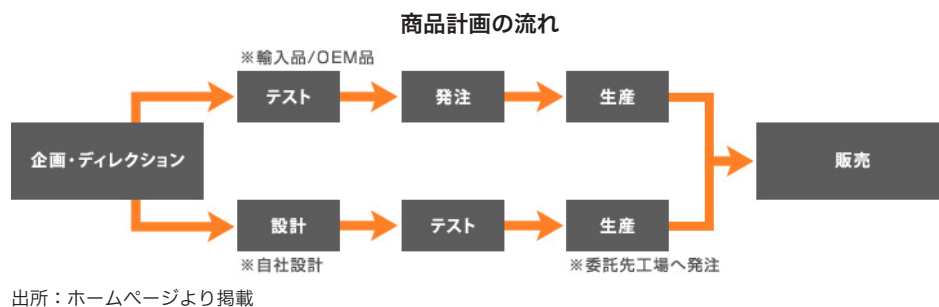 商品計画の流れ
※輸入品/OEM品
テスト
発注
生産
企画・ディレクション
販売
設計
テスト
生産
※自社設計
※委託先工場へ発注
出所：ホームページより掲載